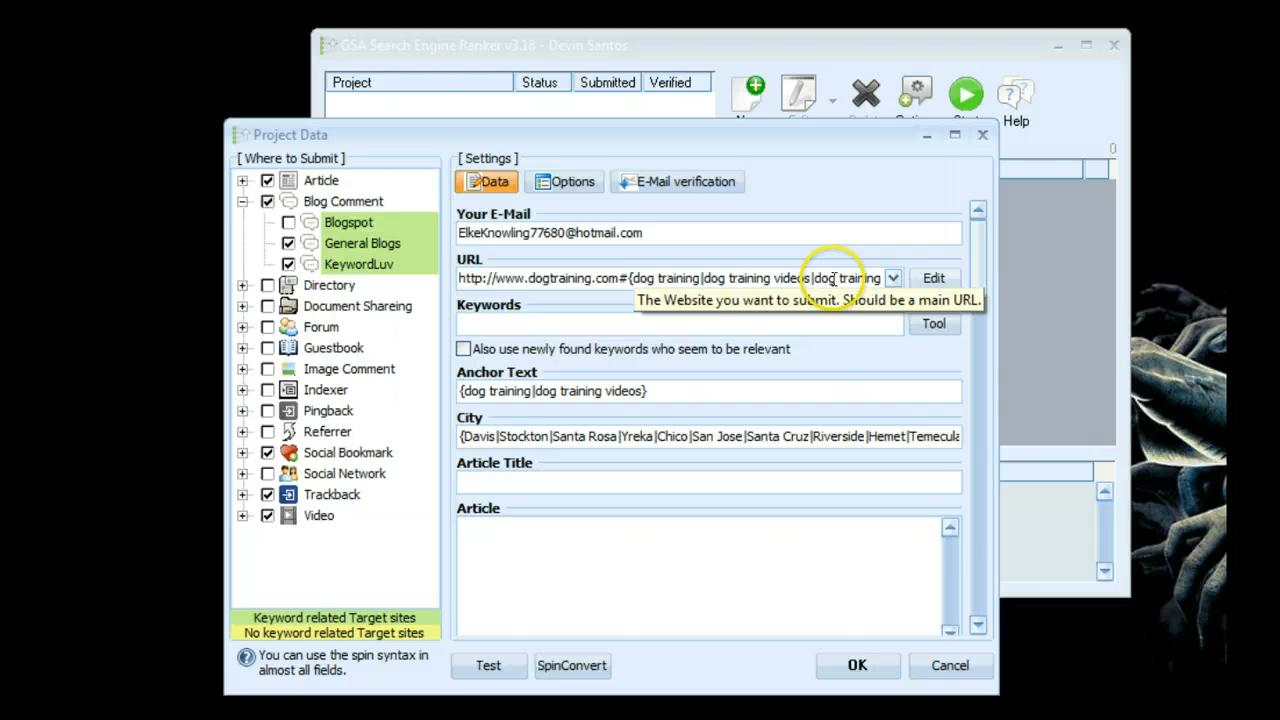 GSA Search Engine Ranker v3.18 - Devin Santos
Project Status Submitted Verified
Help
0
Project Data
[ Where to Submit ]
Article
Blog Comment
Blogspot
General Blogs
KeywordLuv
Directory
Document Shareing
Forum
Guestbook
Image Comment
Indexer
Pingback
Referrer
Social Bookmark
Social Network
Trackback
Video
Keyword related Target sites
No keyword related Target sites
You can use the spin syntax in
almost all fields.
[ Settings ]
Data Options E-Mail verification
Your E-Mail
ElkeKnowling77680@hotmail.com
URL
http://www.dogtraining.com#{dog training|dog training videos|dog training
Edit
The Website you want to submit. Should be a main URL.
Keywords
Tool
Also use newly found keywords who seem to be relevant
Anchor Text
{dog training|dog training videos}
City
{Davis|Stockton|Santa Rosa|Yreka|Chico|San Jose|Santa Cruz|Riverside|Hemet|Temecula
Article Title
Article
Test SpinConvert OK Cancel